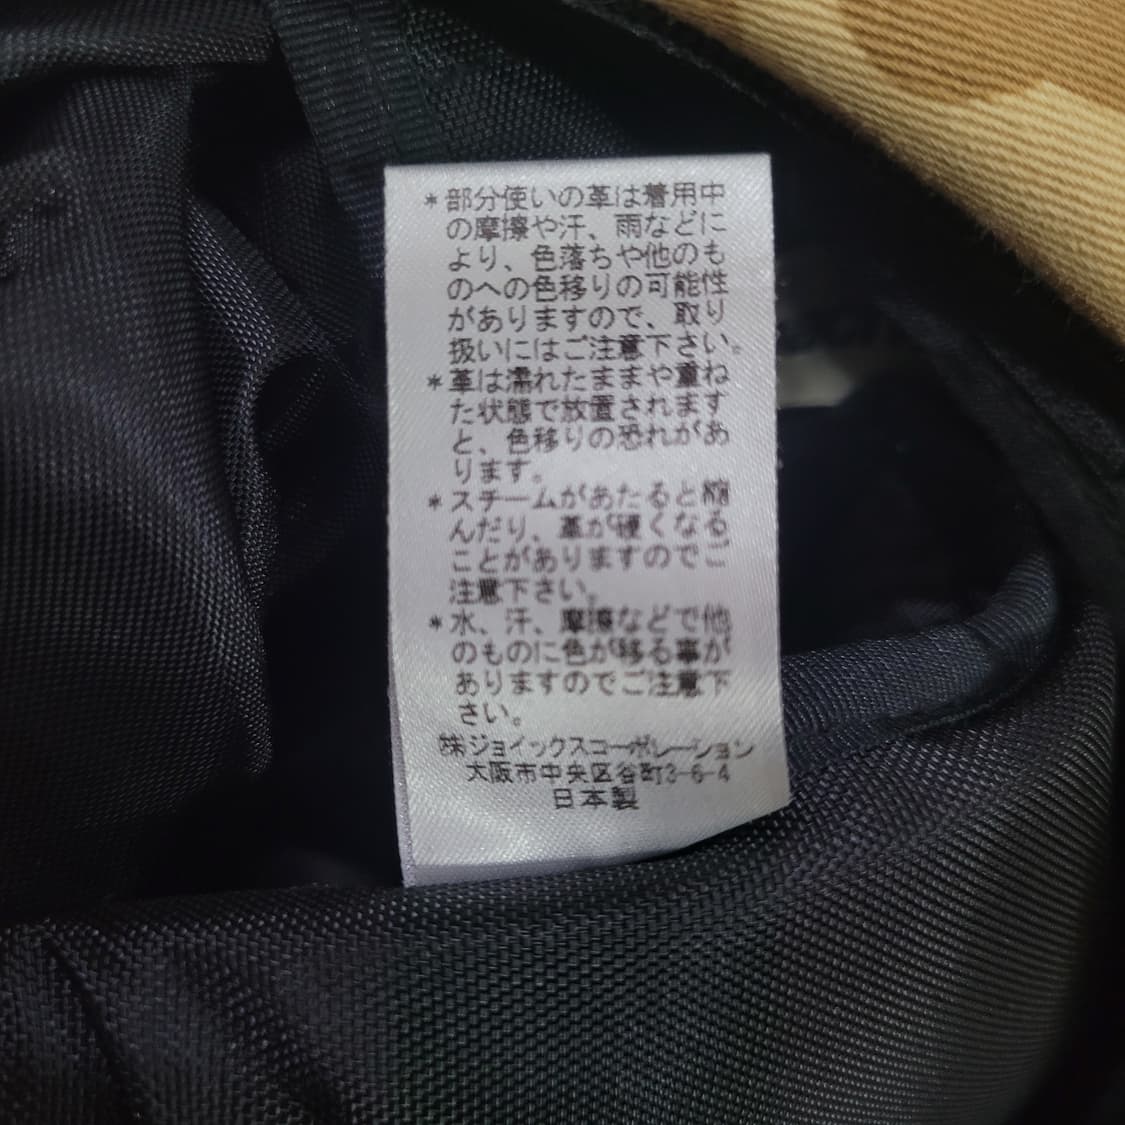 *部分使いの革は着用中
の摩擦や汗、雨などに
より、色落ちや他のも
のへの色移りの可能性
がありますので、取り
扱いにはご注意下さい。
*革は濡れたままや重ね
た状態で放置されます
と、色移りの恐れがあ
ります。
*スチームがあたると縮
んだり、革が硬くなる
ことがありますのでご
注意下さい。
*水、汗、摩擦などで他
のものに色が移る事が
ありますのでご注意下
さい。
㈱ジョイックスコーポレーション
大阪市中央区谷町3-6-4
日本製